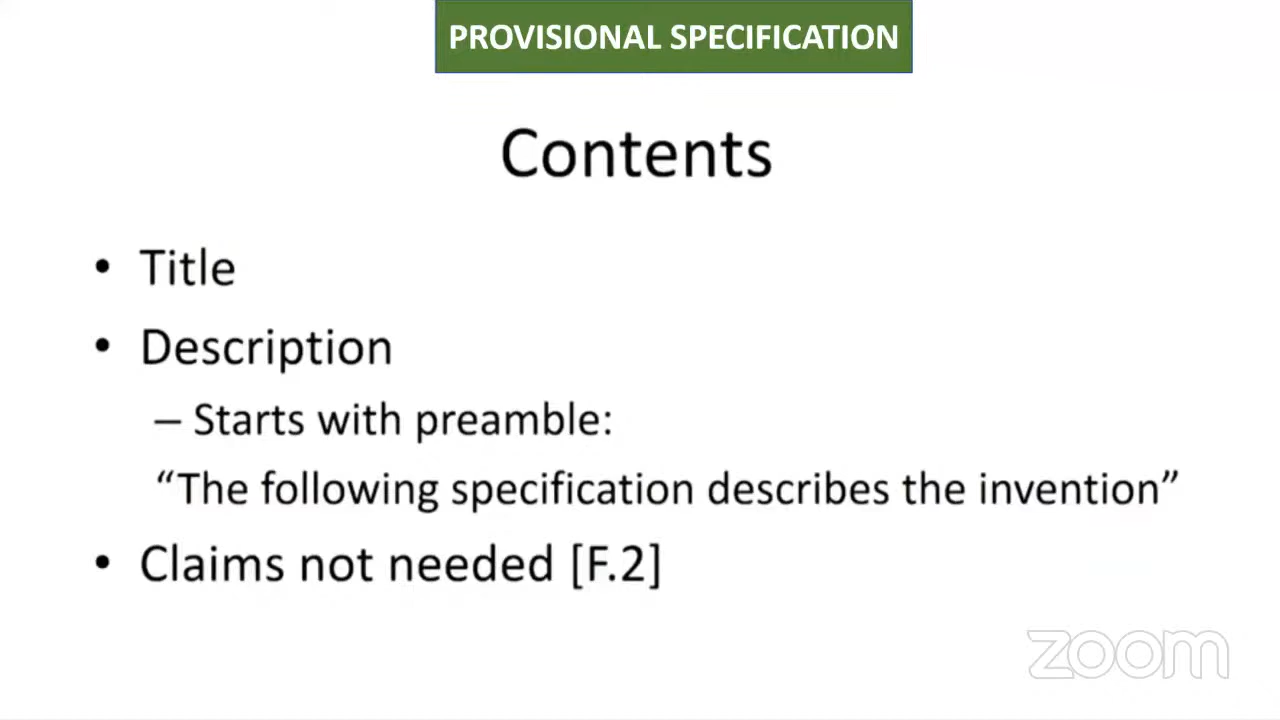 PROVISIONAL SPECIFICATION
Contents
• Title
• Description
– Starts with preamble:
“The following specification describes the invention”
• Claims not needed [F.2]
zoom